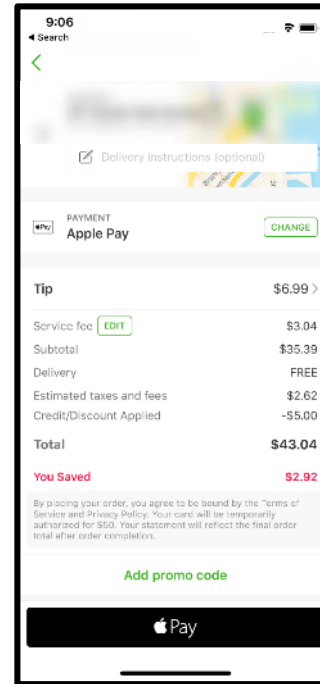 9:06
Search
Delivery instructions (optional)
Pay
PAYMENT
Apple Pay
CHANGE
Tip $6.99
Service fee EDIT $3.04
Subtotal $35.39
Delivery FREE
Estimated taxes and fees $2.62
Credit/Discount Applied -$5.00
Total $43.04
You Saved $2.92
By placing your order, you agree to be bound by the Terms of
Service and Privacy Policy. Your card will be temporarily
authorized for $50. Your statement will reflect the final order
total after order completion.
Add promo code
Pay